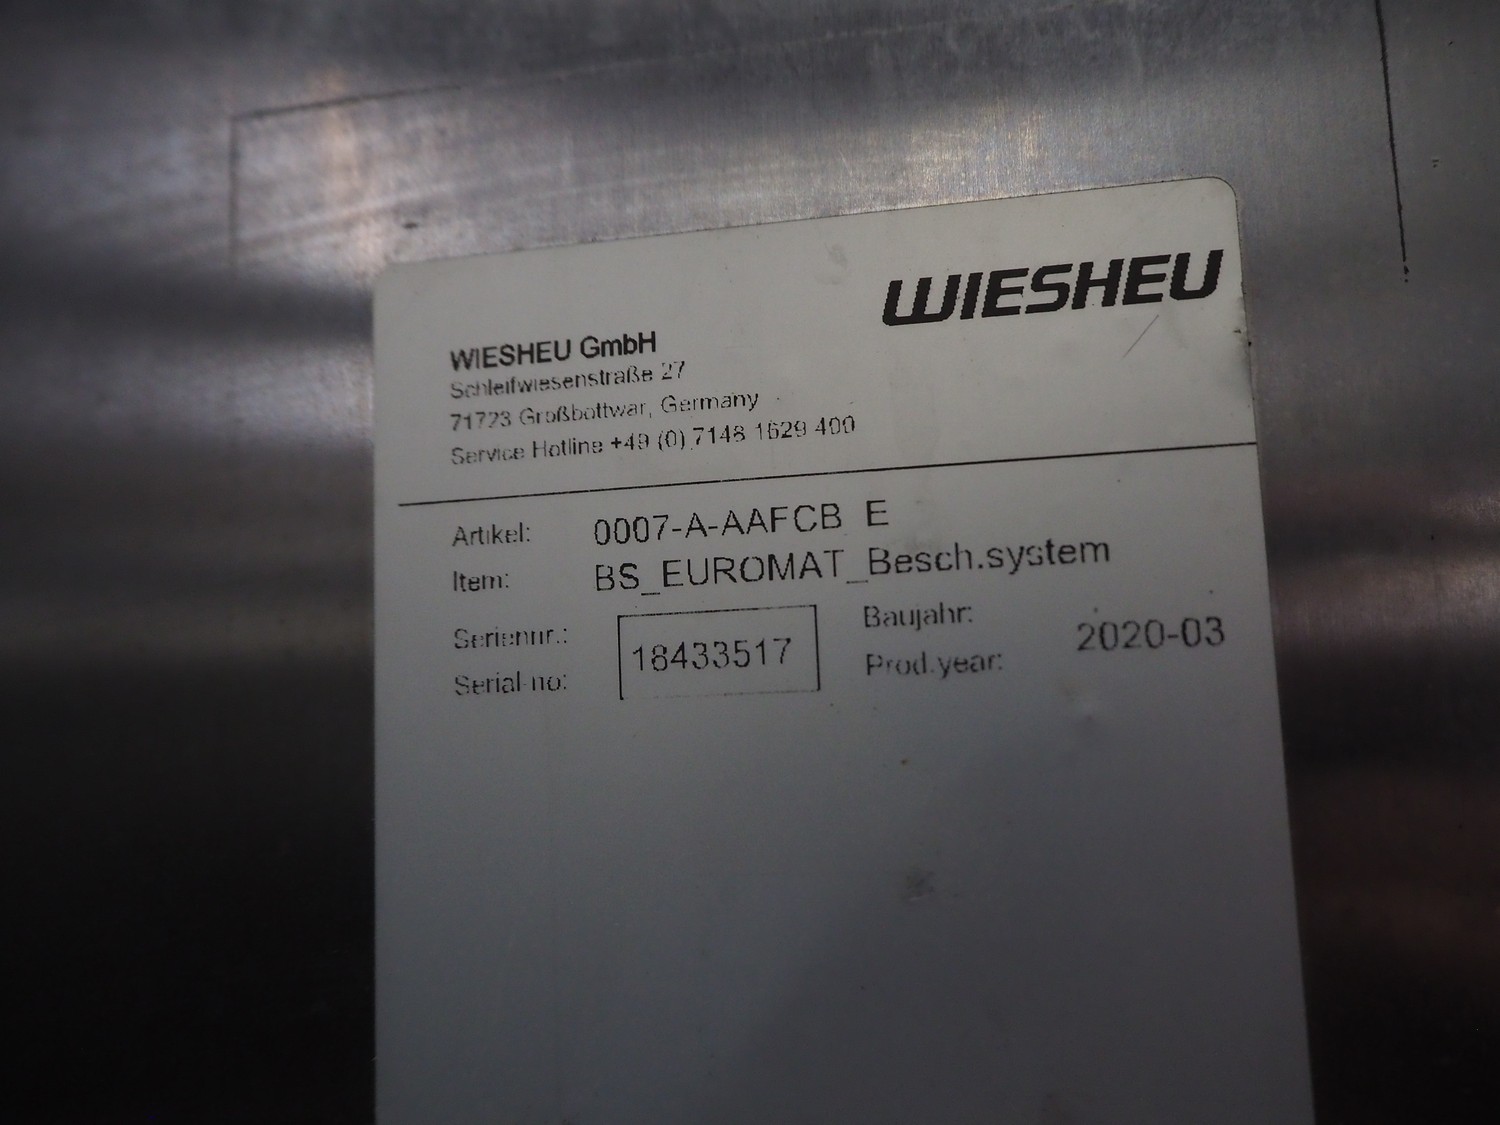 WIESHEU
WIESHEU GmbH
Schleifwiesenstraße 27
71723 Großbottwar, Germany
Service Hotline +49 (0) 7148 1629 400
Artikel: 0007-A-AAFCB E
Item: BS_EUROMAT_Besch.system
Seriennr.: 18433517 Baujahr: 2020-03
Serial-no: Prod.year: